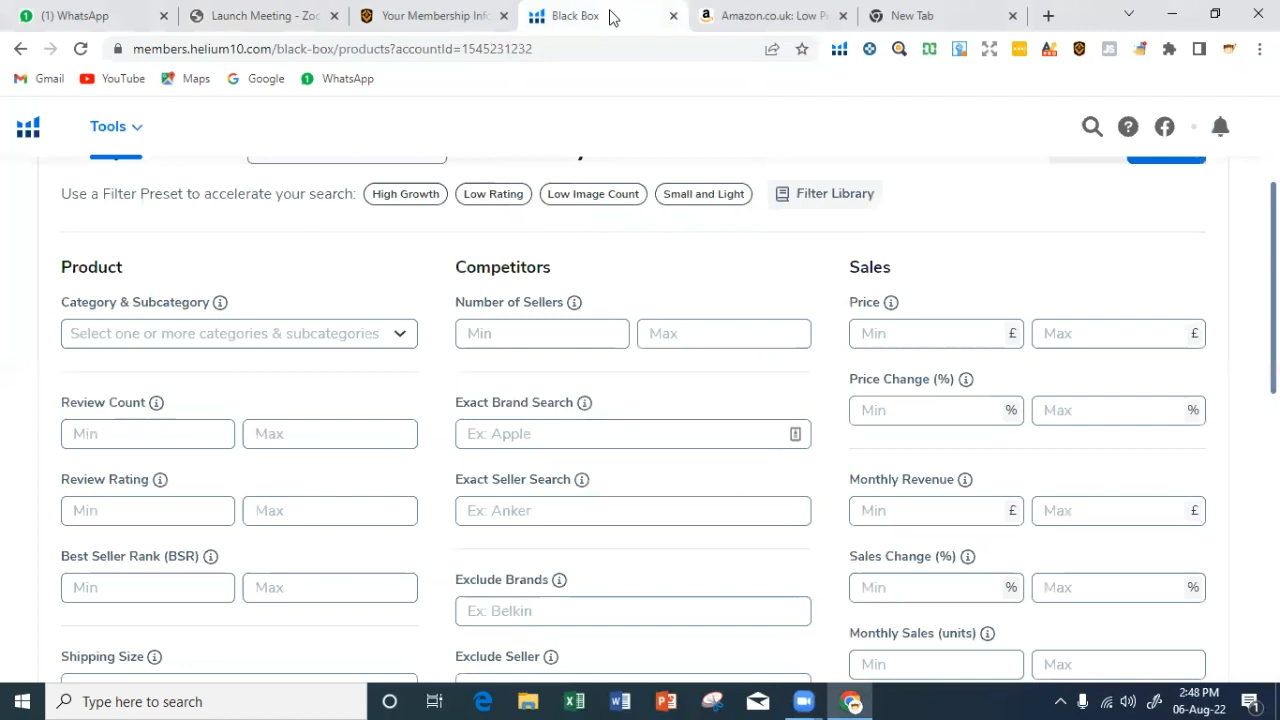 (1) WhatsApp
Launch Meeting - Zoo
Your Membership Info
Black Box
Amazon.co.uk: Low P
New Tab
members.helium10.com/black-box/products?accountId=1545231232
Gmail
YouTube
Maps
Google
WhatsApp
Tools
Use a Filter Preset to accelerate your search:
High Growth
Low Rating
Low Image Count
Small and Light
Filter Library
Product
Category & Subcategory
Select one or more categories & subcategories
Review Count
Min
Max
Review Rating
Min
Max
Best Seller Rank (BSR)
Min
Max
Shipping Size
Competitors
Number of Sellers
Min
Max
Exact Brand Search
Ex: Apple
Exact Seller Search
Ex: Anker
Exclude Brands
Ex: Belkin
Exclude Seller
Sales
Price
Min £
Max £
Price Change (%)
Min %
Max %
Monthly Revenue
Min £
Max £
Sales Change (%)
Min %
Max %
Monthly Sales (units)
Min
Max
Type here to search
2:48 PM
06-Aug-22